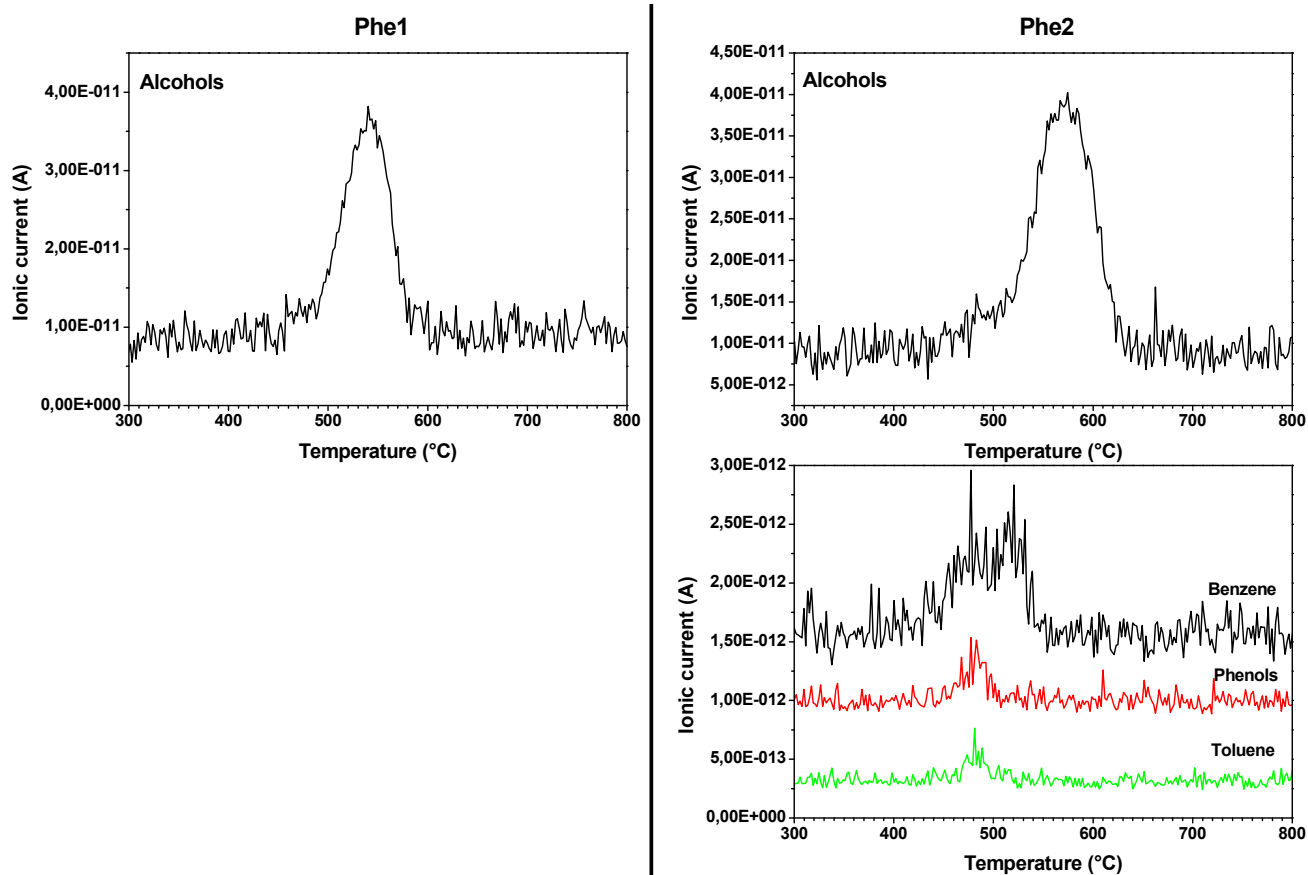 Phe1
Alcohols
4,00E-011
3,00E-011
2,00E-011
1,00E-011
0,00E+000
Ionic current (A)
300 400 500 600 700 800
Temperature (°C)
Phe2
Alcohols
4,50E-011
4,00E-011
3,50E-011
3,00E-011
2,50E-011
2,00E-011
1,50E-011
1,00E-011
5,00E-012
Ionic current (A)
300 400 500 600 700 800
Temperature (°C)
3,00E-012
2,50E-012
2,00E-012
1,50E-012
1,00E-012
5,00E-013
0,00E+000
Ionic current (A)
Benzene
Phenols
Toluene
300 400 500 600 700 800
Temperature (°C)